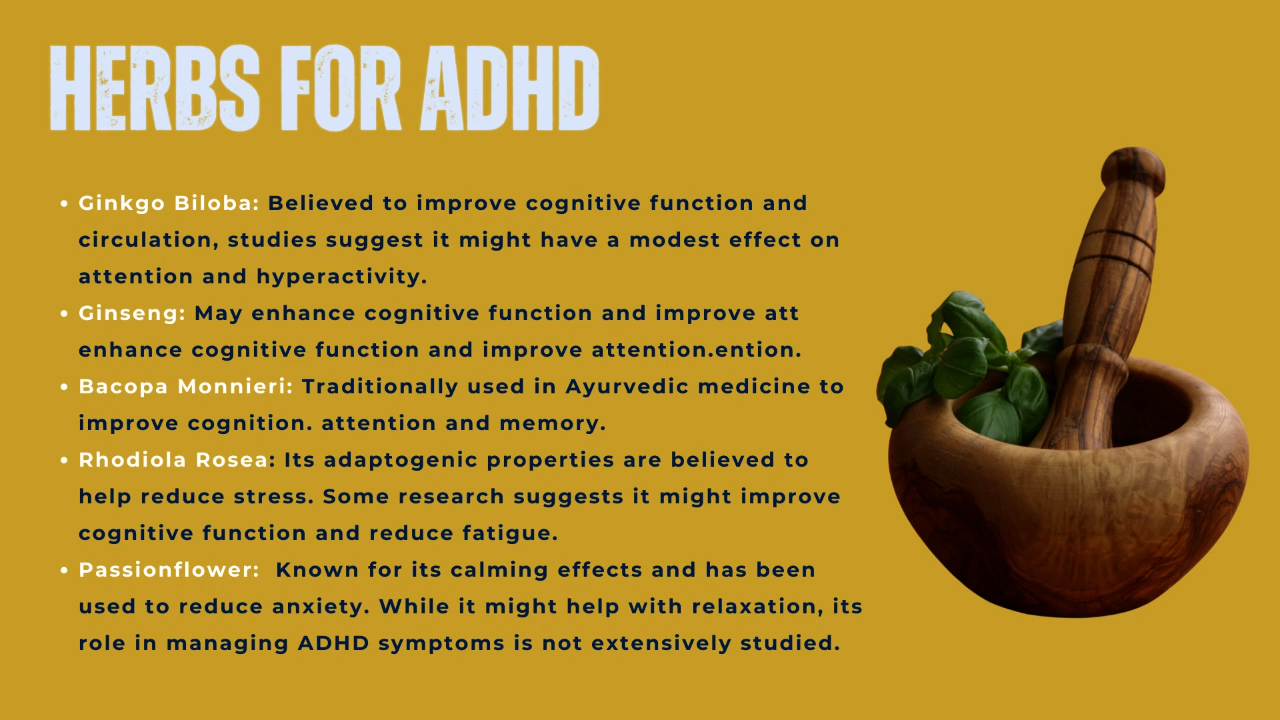 HERBS FOR ADHD
• Ginkgo Biloba: Believed to improve cognitive function and
circulation, studies suggest it might have a modest effect on
attention and hyperactivity.
• Ginseng: May enhance cognitive function and improve att
enhance cognitive function and improve attention.ention.
• Bacopa Monnieri: Traditionally used in Ayurvedic medicine to
improve cognition. attention and memory.
• Rhodiola Rosea: Its adaptogenic properties are believed to
help reduce stress. Some research suggests it might improve
cognitive function and reduce fatigue.
• Passionflower:  Known for its calming effects and has been
used to reduce anxiety. While it might help with relaxation, its
role in managing ADHD symptoms is not extensively studied.